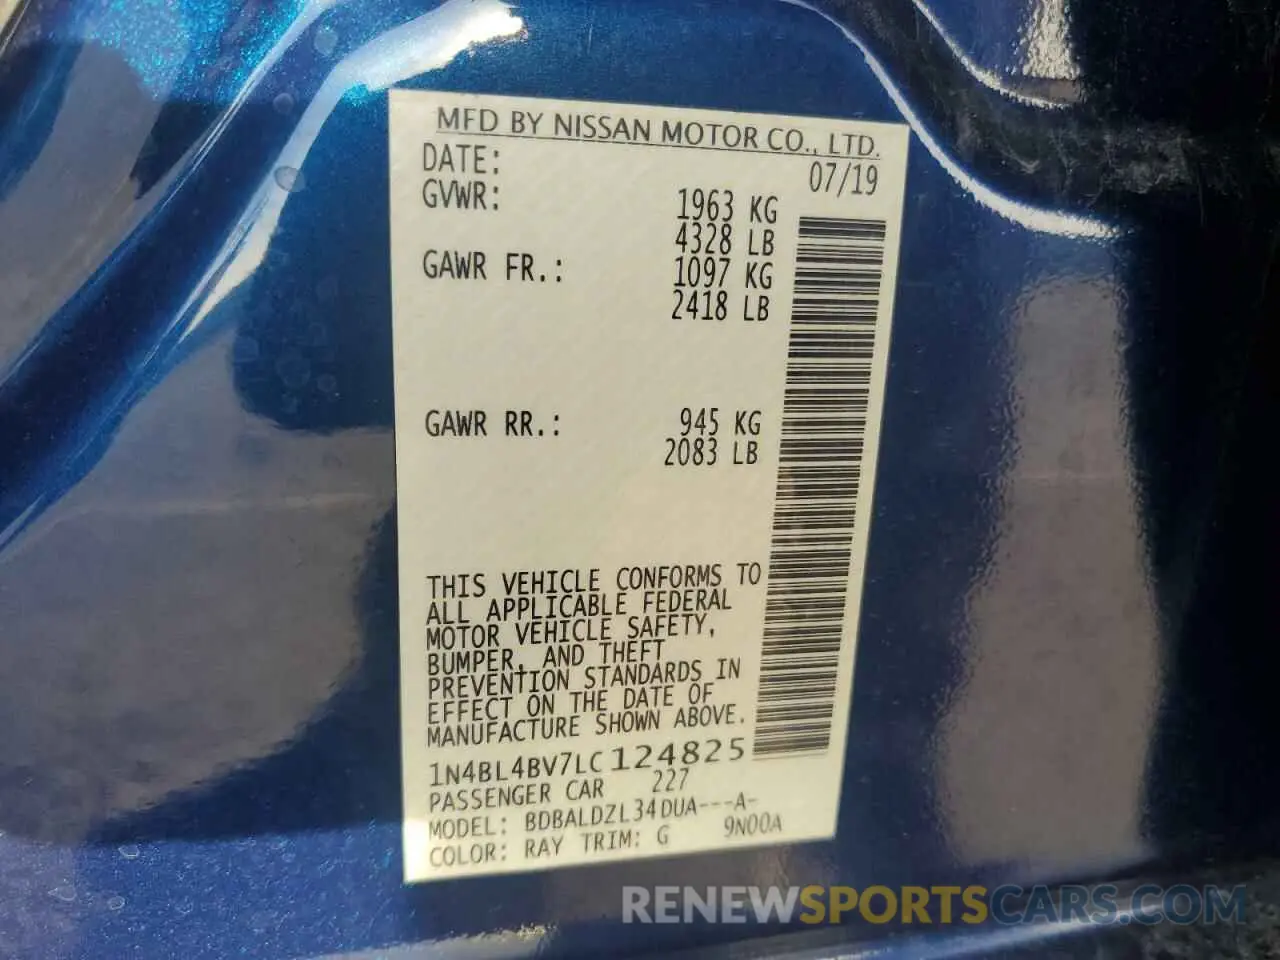 MFD BY NISSAN MOTOR CO., LTD.
DATE: 07/19
GVWR: 1963 KG
4328 LB
GAWR FR.: 1097 KG
2418 LB
GAWR RR.: 945 KG
2083 LB
THIS VEHICLE CONFORMS TO
ALL APPLICABLE FEDERAL
MOTOR VEHICLE SAFETY,
BUMPER, AND THEFT
PREVENTION STANDARDS IN
EFFECT ON THE DATE OF
MANUFACTURE SHOWN ABOVE.
1N4BL4BV7LC124825
PASSENGER CAR 227
MODEL: BDBALDZL34DUA---A-
COLOR: RAY TRIM: G 9N00A
RENEWSPORTSCARS.COM